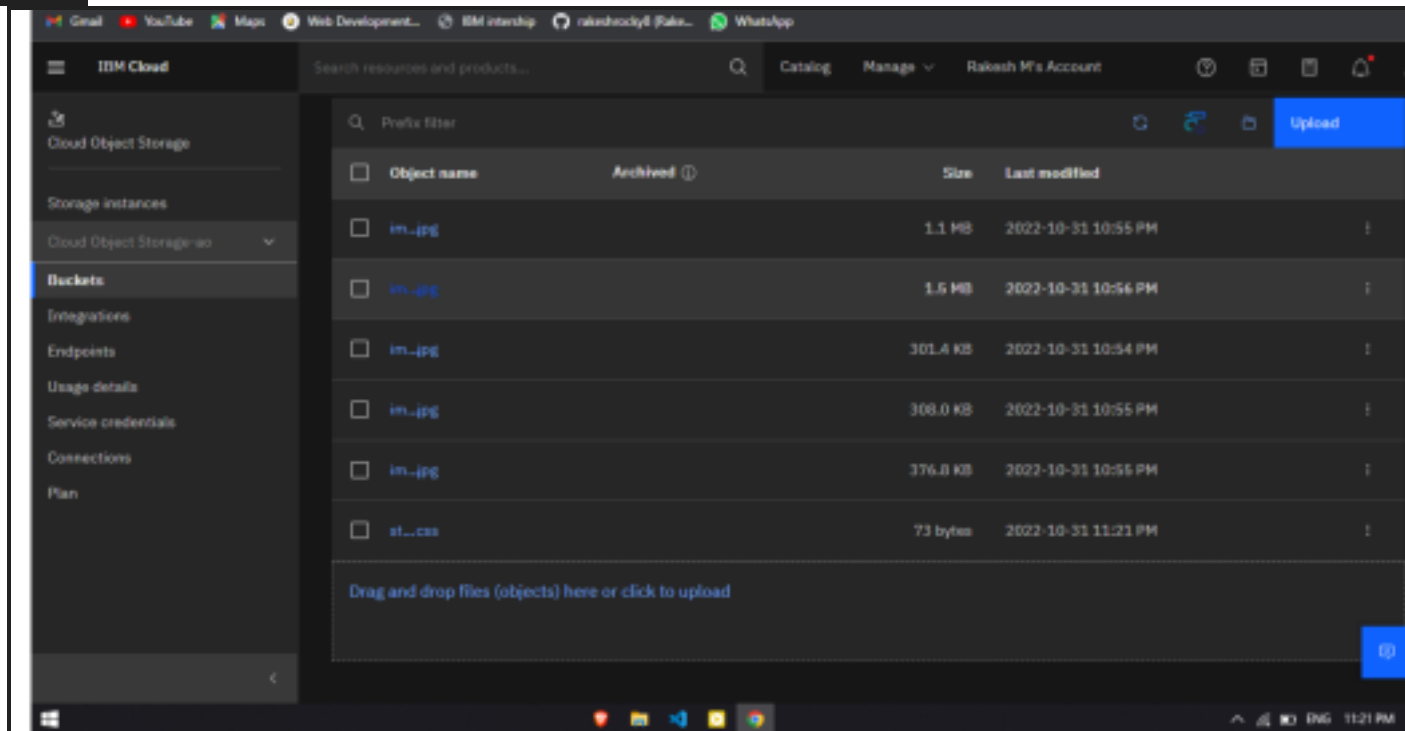 Gmail YouTube Maps Web Development... IBM intership rakeshrocky8 (Rake... WhatsApp
IBM Cloud Search resources and products... Catalog Manage Rakesh M's Account
Cloud Object Storage
Storage instances
Cloud Object Storage-ao
Buckets
Integrations
Endpoints
Usage details
Service credentials
Connections
Plan
Prefix filter Upload
Object name Archived Size Last modified
im...jpg 1.1 MB 2022-10-31 10:55 PM
im...jpg 1.5 MB 2022-10-31 10:56 PM
im...jpg 301.4 KB 2022-10-31 10:54 PM
im...jpg 308.0 KB 2022-10-31 10:55 PM
im...jpg 2022-10-31 10:55 PM
st...css 73 bytes 2022-10-31 11:21 PM
Drag and drop files (objects) here or click to upload
ENG 11:21 PM